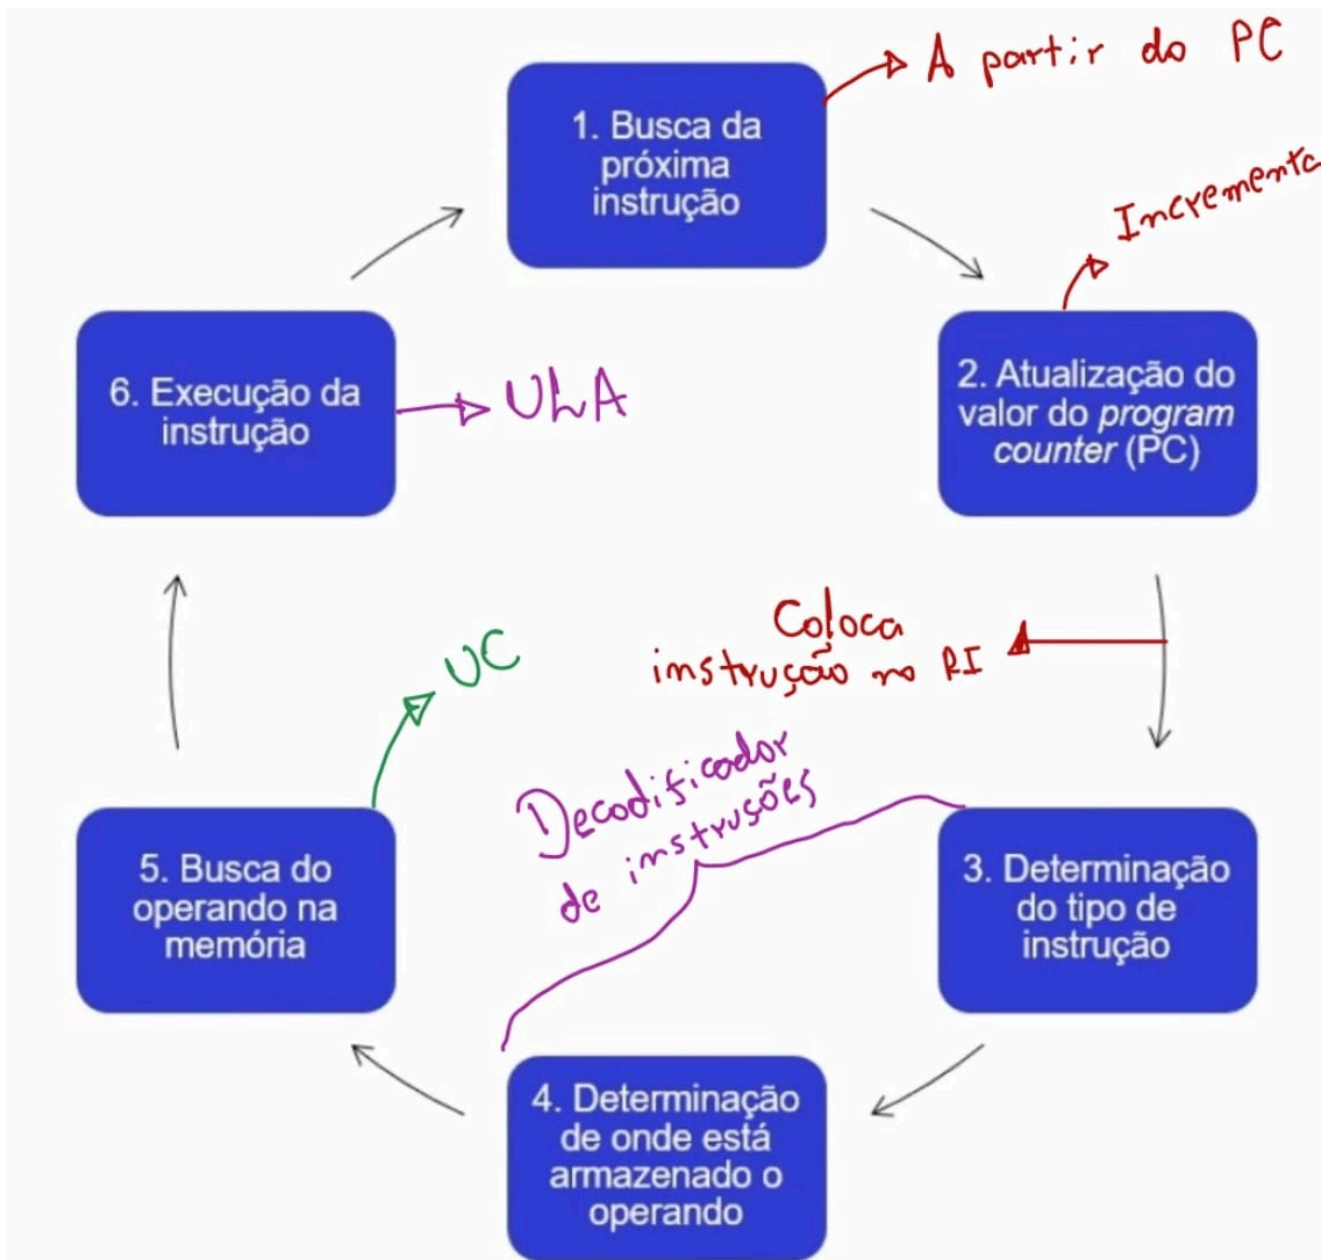 A partir do PC
1. Busca da
próxima
instrução
Incrementa
2. Atualização do
valor do program
counter (PC)
6. Execução da
instrução
ULA
Coloca
instrução no RI
UC
Decodificador
de instruções
3. Determinação
do tipo de
instrução
5. Busca do
operando na
memória
4. Determinação
de onde está
armazenado o
operando